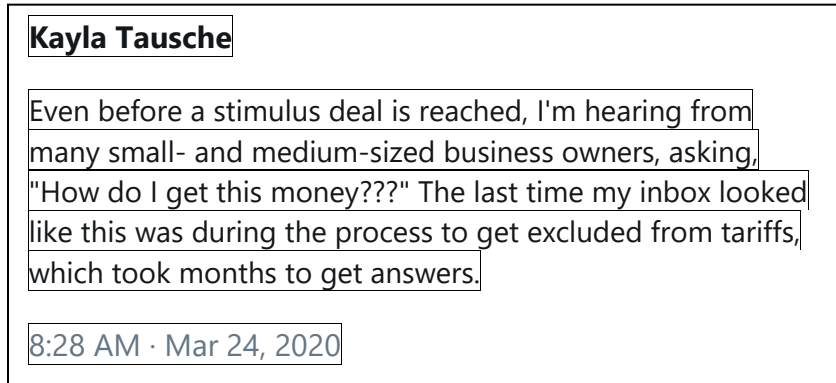 Kayla Tausche
Even before a stimulus deal is reached, I'm hearing from
many small- and medium-sized business owners, asking,
"How do I get this money???" The last time my inbox looked
like this was during the process to get excluded from tariffs,
which took months to get answers.
8:28 AM · Mar 24, 2020